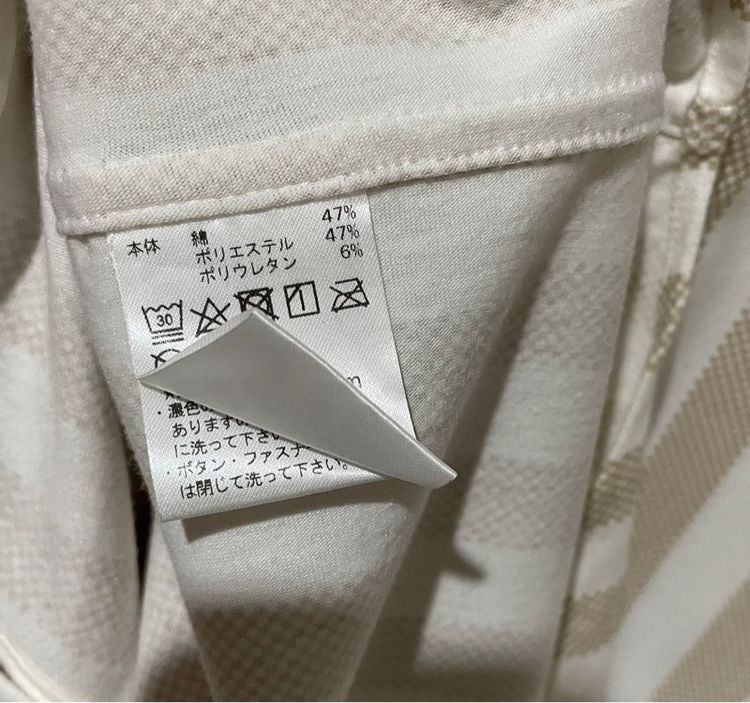 本体 綿 47%
ポリエステル 47%
ポリウレタン 6%
30
m
・濃色の
あります
に洗って下さい
・ボタン・ファスナ
は閉じて洗って下さい。